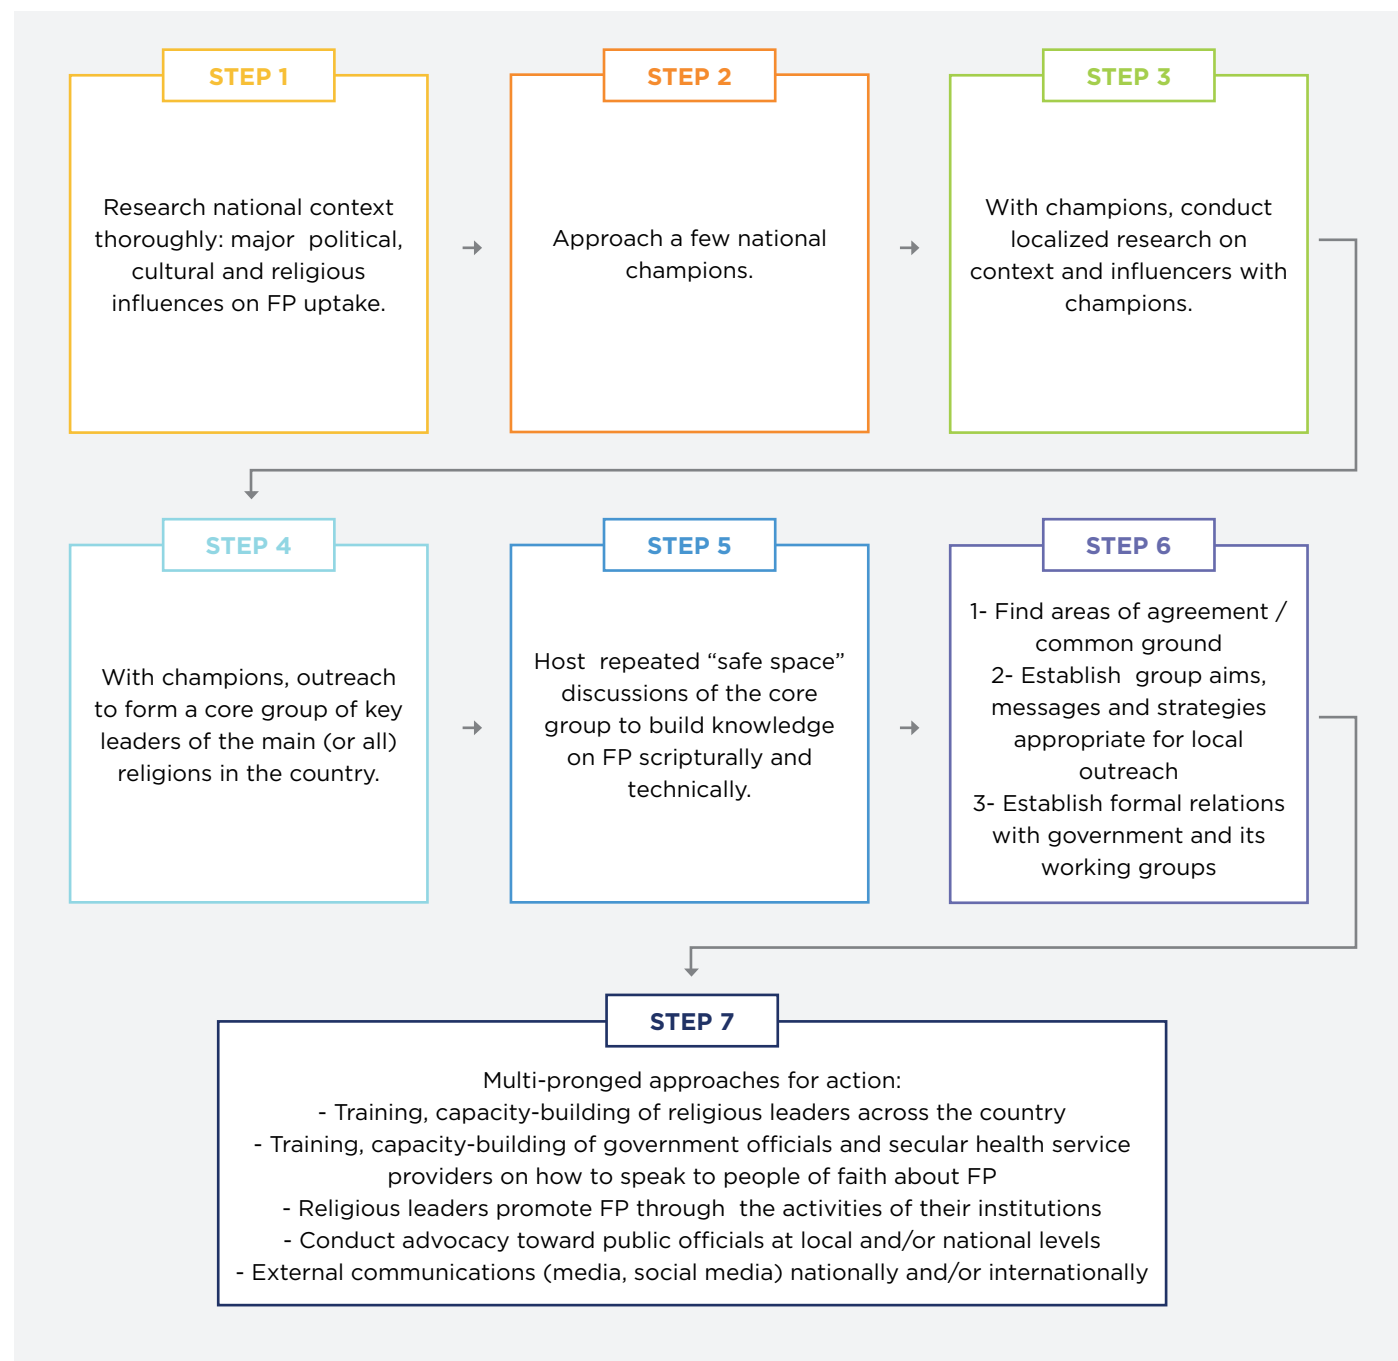 STEP 1
Research national context
thoroughly: major  political,
cultural and religious
influences on FP uptake.
STEP 2
Approach a few national
champions.
STEP 3
With champions, conduct
localized research on
context and influencers with
champions.
STEP 4
With champions, outreach
to form a core group of key
leaders of the main (or all)
religions in the country.
STEP 5
Host  repeated “safe space”
discussions of the core
group to build knowledge
on FP scripturally and
technically.
STEP 6
1- Find areas of agreement /
common ground
2- Establish  group aims,
messages and strategies
appropriate for local
outreach
3- Establish formal relations
with government and its
working groups
STEP 7
Multi-pronged approaches for action:
- Training, capacity-building of religious leaders across the country
- Training, capacity-building of government officials and secular health service
providers on how to speak to people of faith about FP
- Religious leaders promote FP through  the activities of their institutions
- Conduct advocacy toward public officials at local and/or national levels
- External communications (media, social media) nationally and/or internationally